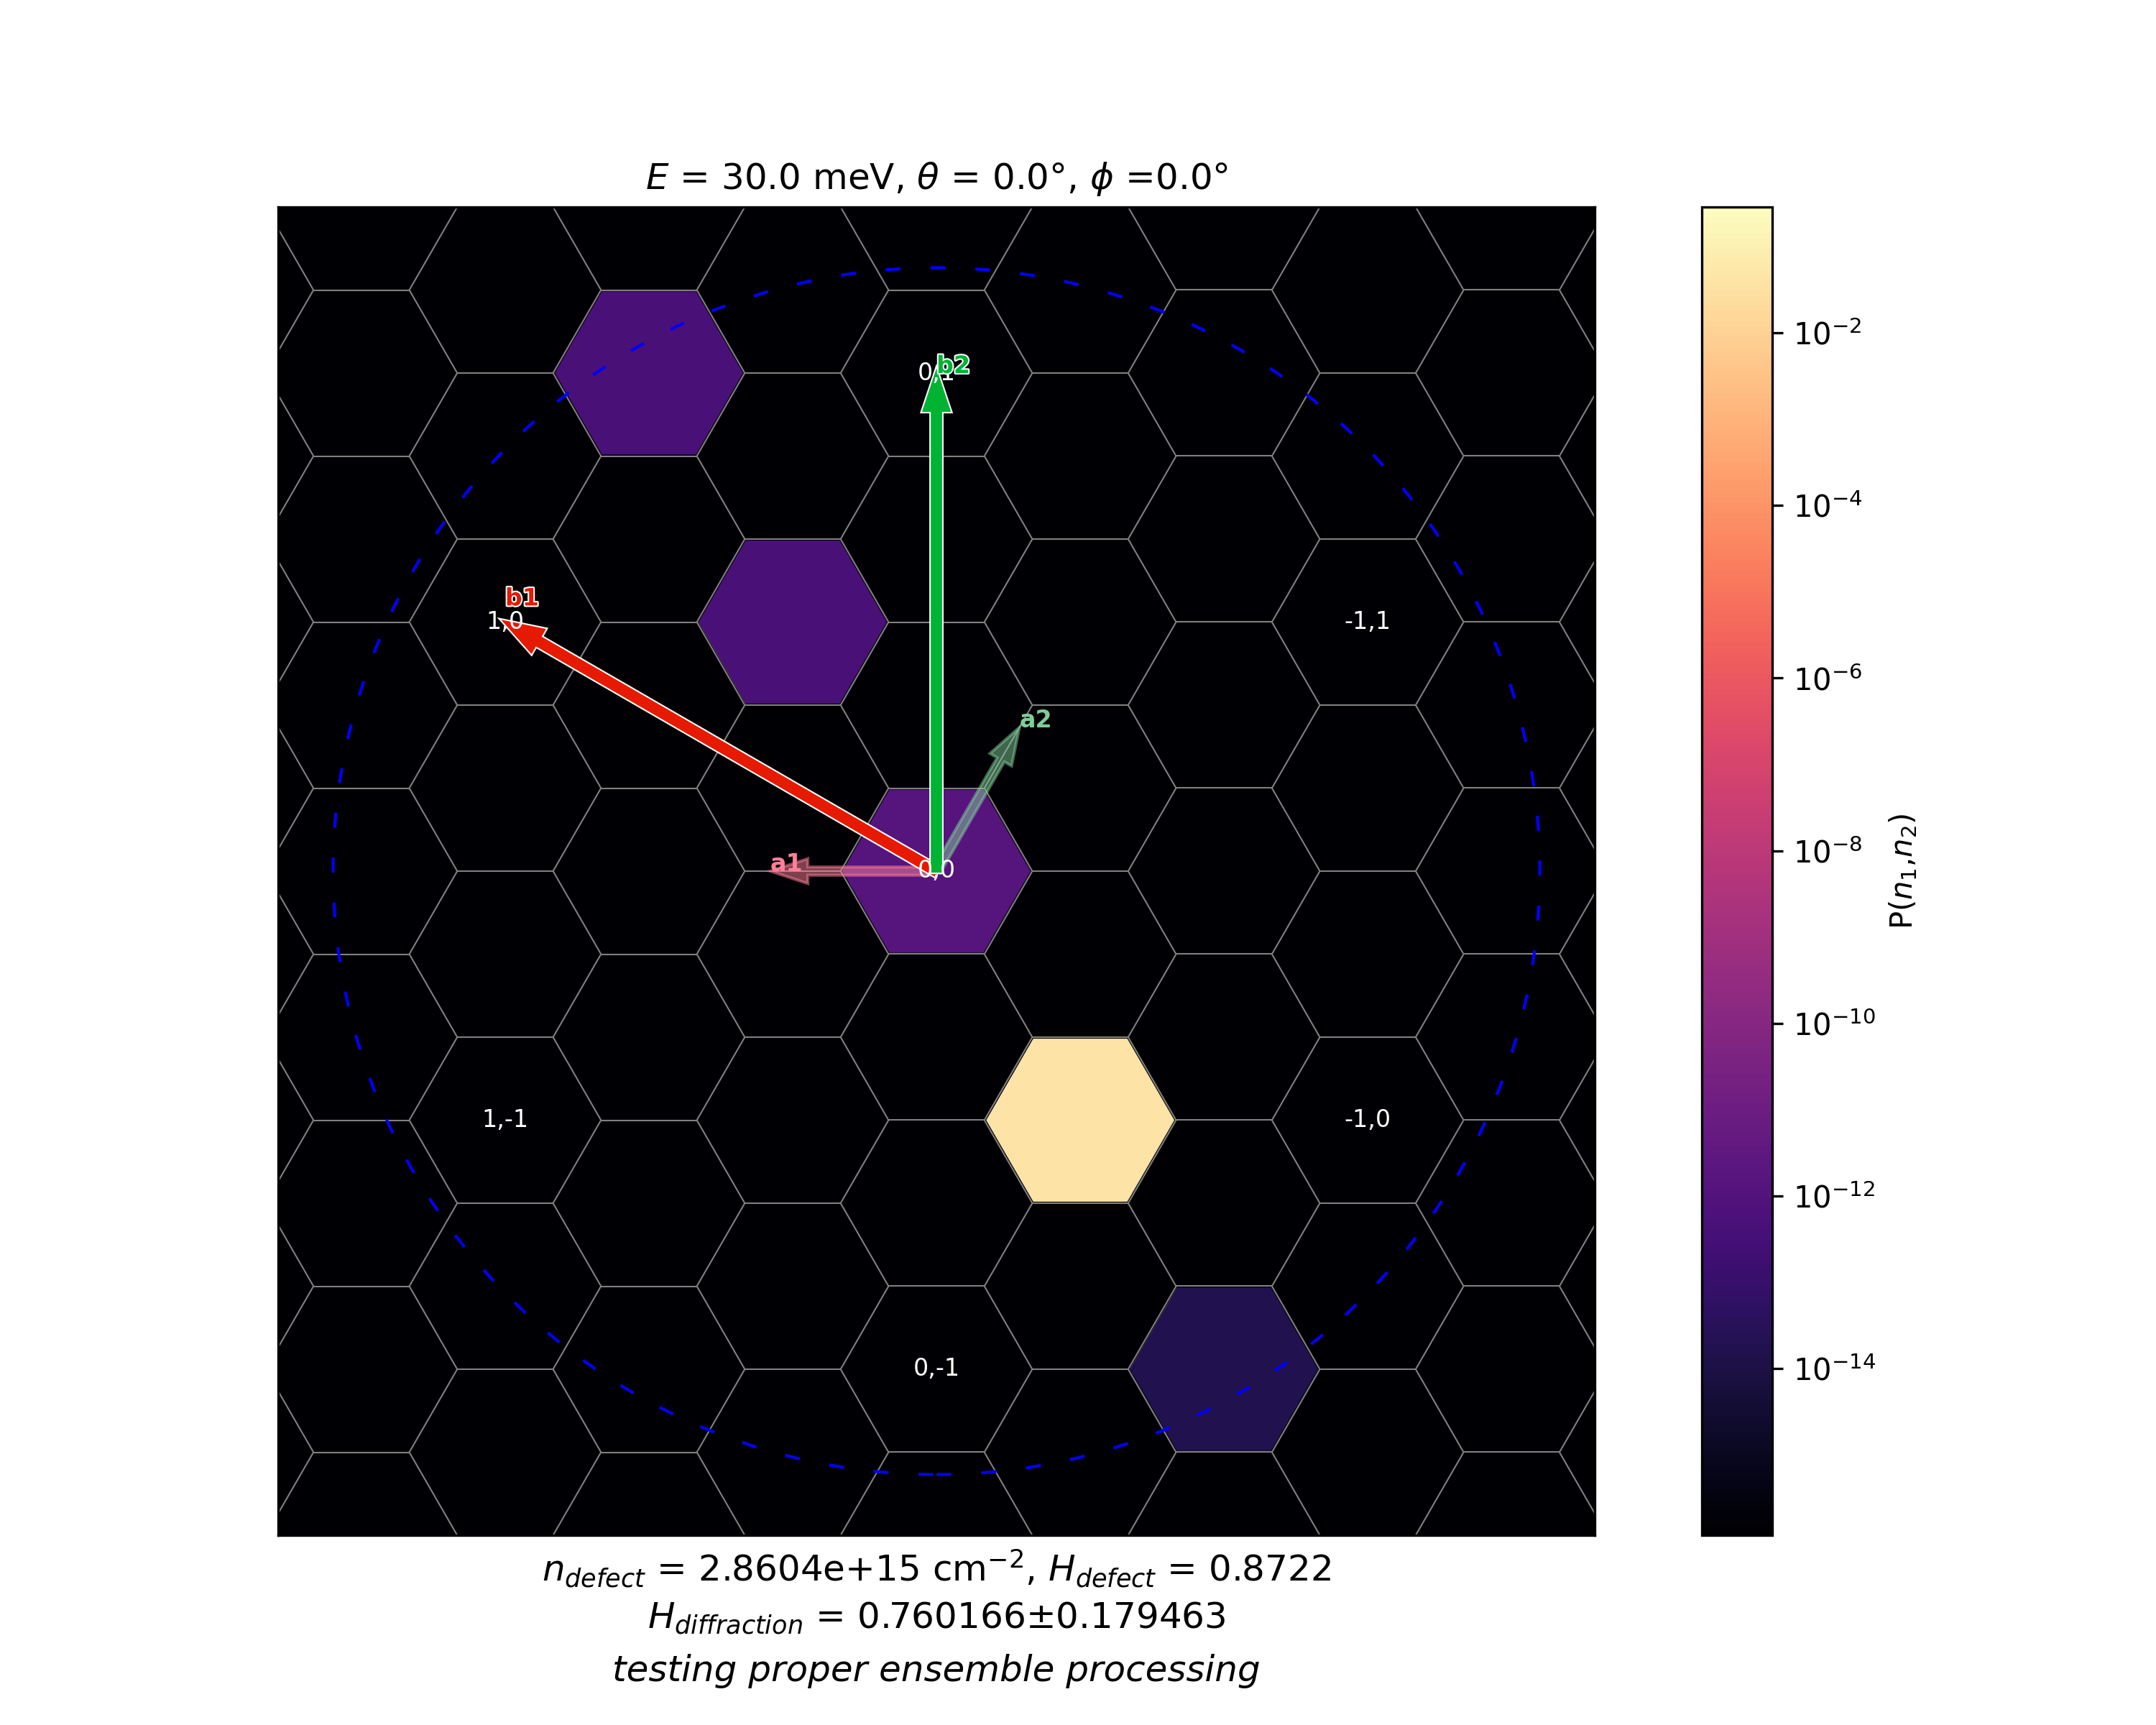 E = 30.0 meV, θ = 0.0°, ϕ =0.0°
0,1
b2
b1
1,0
-1,1
a2
a1
0,0
1,-1
-1,0
0,-1
10⁻²
10⁻⁴
10⁻⁶
10⁻⁸
10⁻¹⁰
10⁻¹²
10⁻¹⁴
P(n₁,n₂)
n_defect = 2.8604e+15 cm⁻², H_defect = 0.8722
H_diffraction = 0.760166±0.179463
testing proper ensemble processing